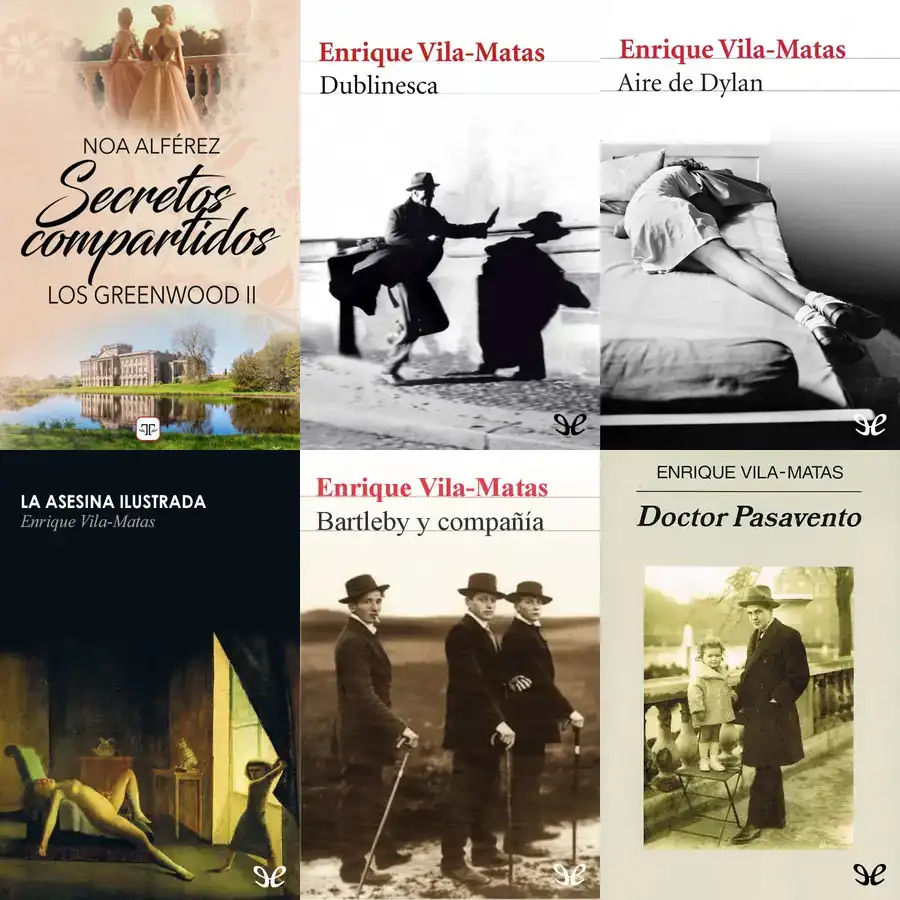 NOA ALFÉREZ
Secretos
compartidos
LOS GREENWOOD II
Enrique Vila-Matas
Dublinesca
Enrique Vila-Matas
Aire de Dylan
LA ASESINA ILUSTRADA
Enrique Vila-Matas
Enrique Vila-Matas
Bartleby y compañía
ENRIQUE VILA-MATAS
Doctor Pasavento